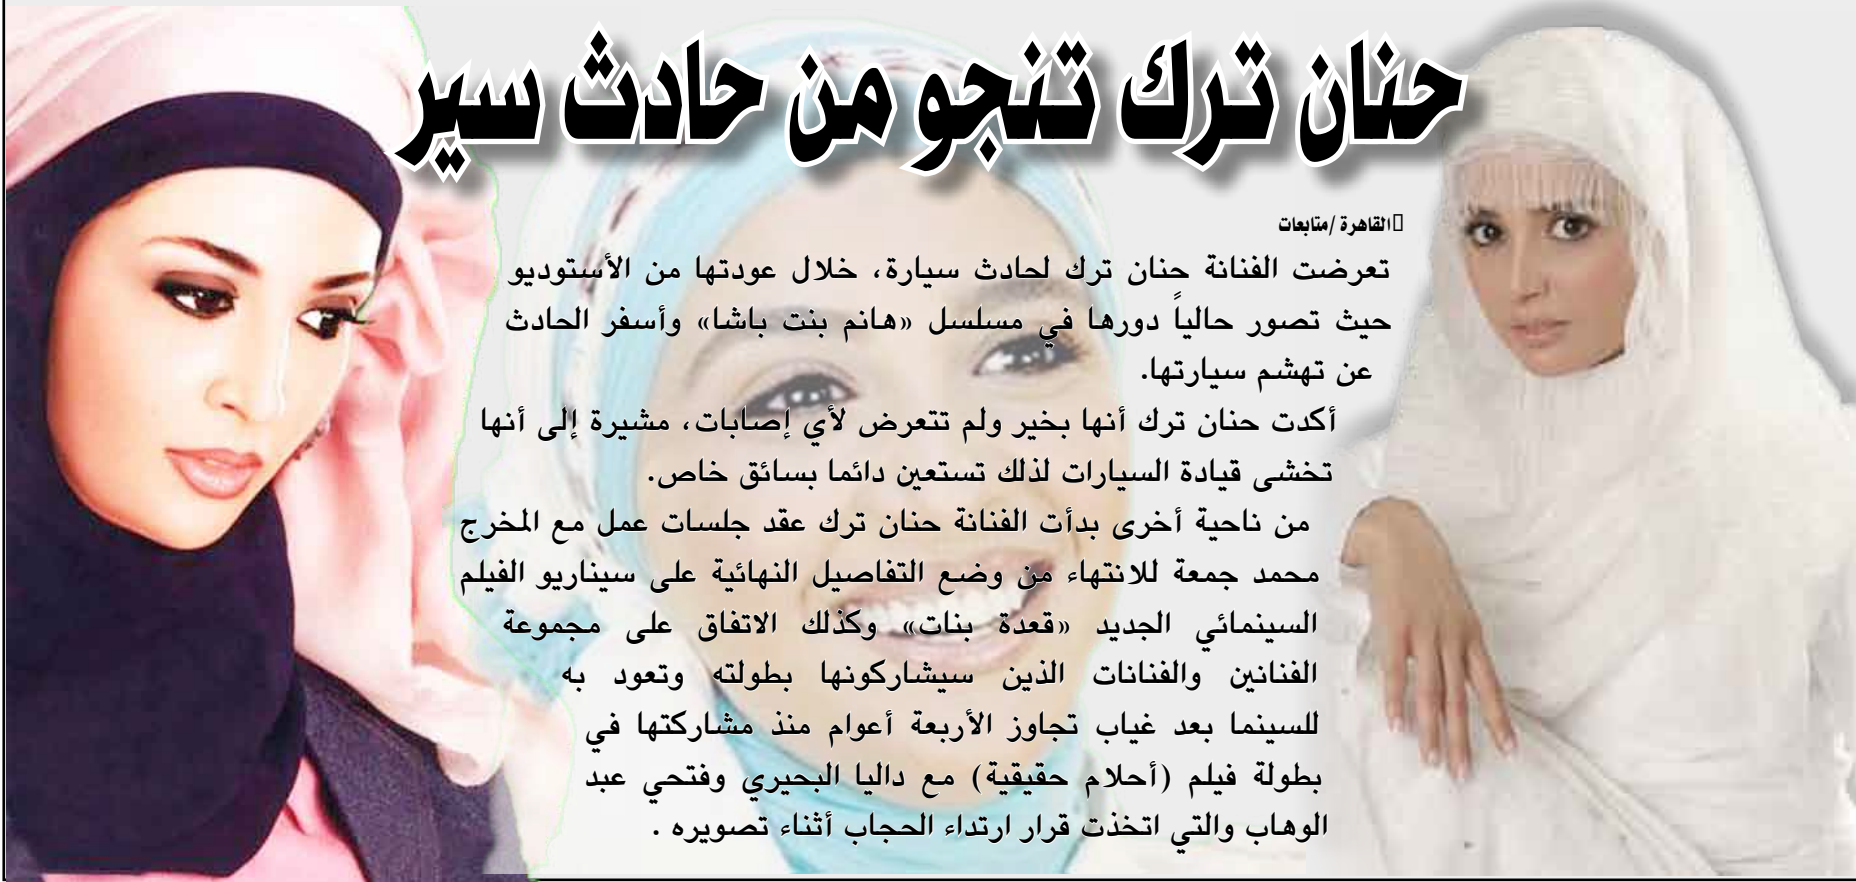 حنان ترك تنجو من حادث سير
القاهرة /متابعات
تعرضت الفنانة حنان ترك لحادث سيارة، خلال عودتها من الأستوديو
حيث تصور حالياً دورها في مسلسل «هانم بنت باشا» وأسفر الحادث
عن تهشم سيارتها.
أكدت حنان ترك أنها بخير ولم تتعرض لأي إصابات، مشيرة إلى أنها
تخشى قيادة السيارات لذلك تستعين دائما بسائق خاص.
من ناحية أخرى بدأت الفنانة حنان ترك عقد جلسات عمل مع المخرج
محمد جمعة للانتهاء من وضع التفاصيل النهائية على سيناريو الفيلم
السينمائي الجديد «قعدة بنات» وكذلك الاتفاق على مجموعة
الفنانين والفنانات الذين سيشاركونها بطولته وتعود به
للسينما بعد غياب تجاوز الأربعة أعوام منذ مشاركتها في
بطولة فيلم (أحلام حقيقية) مع داليا البحيري وفتحي عبد
الوهاب والتي اتخذت قرار ارتداء الحجاب أثناء تصويره .